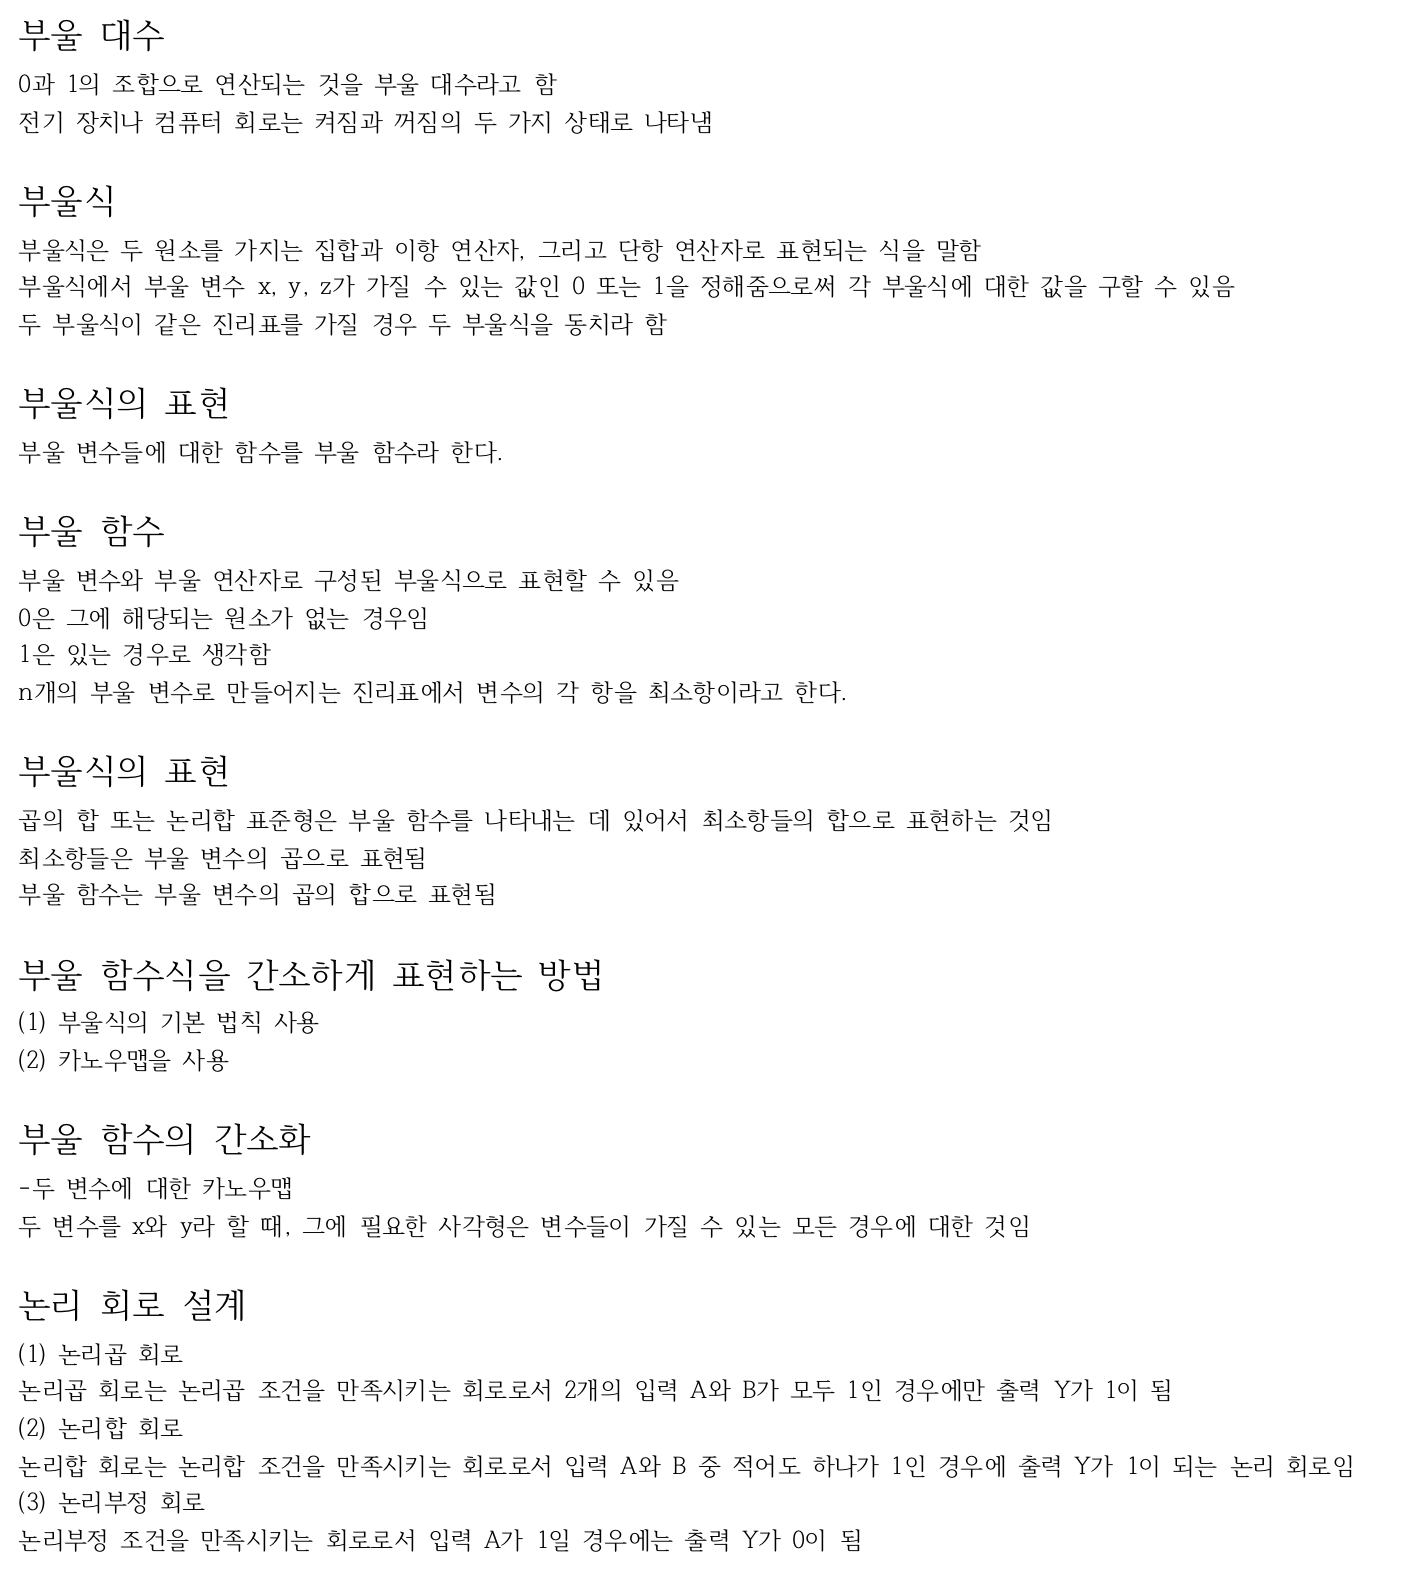 부울 대수
0과 1의 조합으로 연산되는 것을 부울 대수라고 함
전기 장치나 컴퓨터 회로는 켜짐과 꺼짐의 두 가지 상태로 나타냄
부울식
부울식은 두 원소를 가지는 집합과 이항 연산자, 그리고 단항 연산자로 표현되는 식을 말함
부울식에서 부울 변수 x, y, z가 가질 수 있는 값인 0 또는 1을 정해줌으로써 각 부울식에 대한 값을 구할 수 있음
두 부울식이 같은 진리표를 가질 경우 두 부울식을 동치라 함
부울식의 표현
부울 변수들에 대한 함수를 부울 함수라 한다.
부울 함수
부울 변수와 부울 연산자로 구성된 부울식으로 표현할 수 있음
0은 그에 해당되는 원소가 없는 경우임
1은 있는 경우로 생각함
n개의 부울 변수로 만들어지는 진리표에서 변수의 각 항을 최소항이라고 한다.
부울식의 표현
곱의 합 또는 논리합 표준형은 부울 함수를 나타내는 데 있어서 최소항들의 합으로 표현하는 것임
최소항들은 부울 변수의 곱으로 표현됨
부울 함수는 부울 변수의 곱의 합으로 표현됨
부울 함수식을 간소하게 표현하는 방법
(1) 부울식의 기본 법칙 사용
(2) 카노우맵을 사용
부울 함수의 간소화
-두 변수에 대한 카노우맵
두 변수를 x와 y라 할 때, 그에 필요한 사각형은 변수들이 가질 수 있는 모든 경우에 대한 것임
논리 회로 설계
(1) 논리곱 회로
논리곱 회로는 논리곱 조건을 만족시키는 회로로서 2개의 입력 A와 B가 모두 1인 경우에만 출력 Y가 1이 됨
(2) 논리합 회로
논리합 회로는 논리합 조건을 만족시키는 회로로서 입력 A와 B 중 적어도 하나가 1인 경우에 출력 Y가 1이 되는 논리 회로임
(3) 논리부정 회로
논리부정 조건을 만족시키는 회로로서 입력 A가 1일 경우에는 출력 Y가 0이 됨